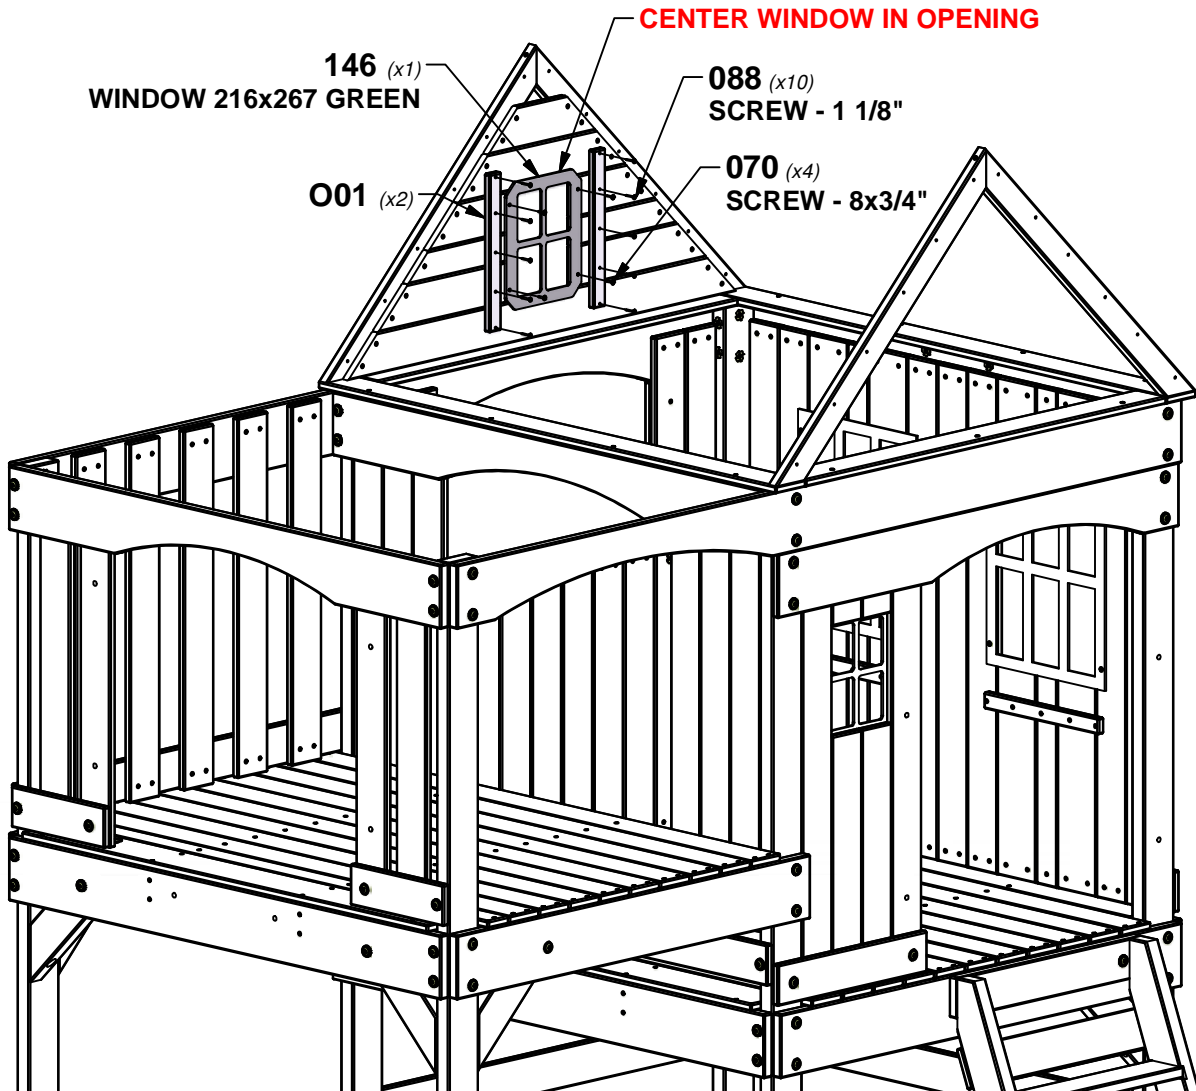 CENTER WINDOW IN OPENING
146 (x1)
WINDOW 216x267 GREEN
088 (x10)
SCREW - 1 1/8"
O01 (x2)
070 (x4)
SCREW - 8x3/4"